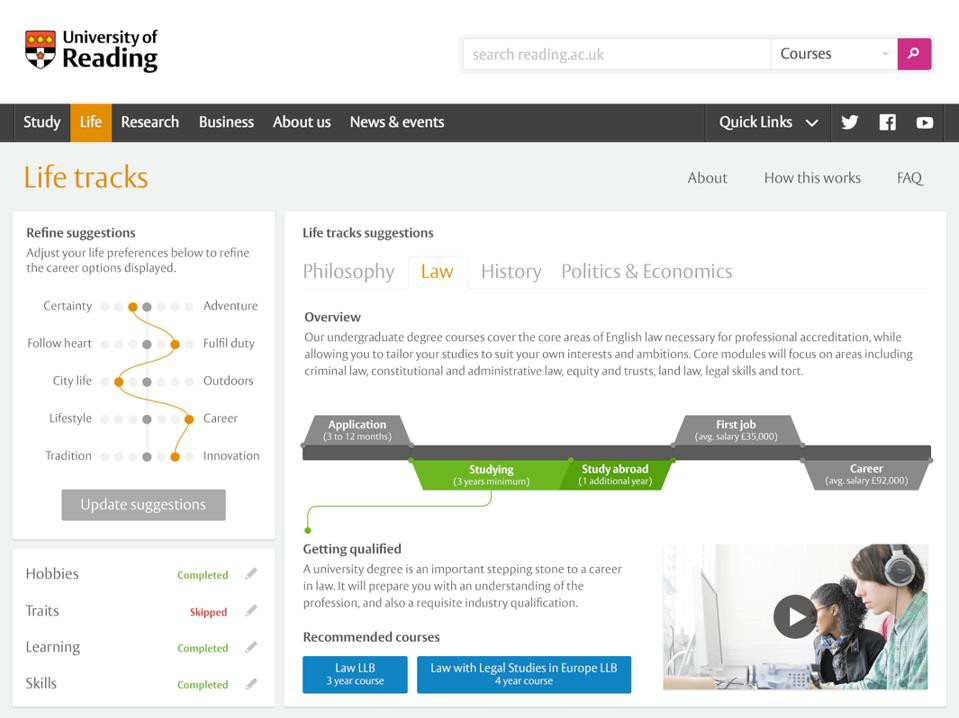 University of
Reading
search reading.ac.uk
Courses
Study
Life
Research
Business
About us
News & events
Quick Links
Life tracks
About
How this works
FAQ
Refine suggestions
Adjust your life preferences below to refine
the career options displayed.
Certainty
Adventure
Follow heart
Fulfil duty
City life
Outdoors
Lifestyle
Career
Tradition
Innovation
Update suggestions
Hobbies
Completed
Traits
Skipped
Learning
Completed
Skills
Completed
Life tracks suggestions
Philosophy
Law
History
Politics & Economics
Overview
Our undergraduate degree courses cover the core areas of English law necessary for professional accreditation, while
allowing you to tailor your studies to suit your own interests and ambitions. Core modules will focus on areas including
criminal law, constitutional and administrative law, equity and trusts, land law, legal skills and tort.
Application
(3 to 12 months)
First job
(avg. salary £35,000)
Studying
(3 years minimum)
Study abroad
(1 additional year)
Career
(avg. salary £92,000)
Getting qualified
A university degree is an important stepping stone to a career
in law. It will prepare you with an understanding of the
profession, and also a requisite industry qualification.
Recommended courses
Law LLB
3 year course
Law with Legal Studies in Europe LLB
4 year course